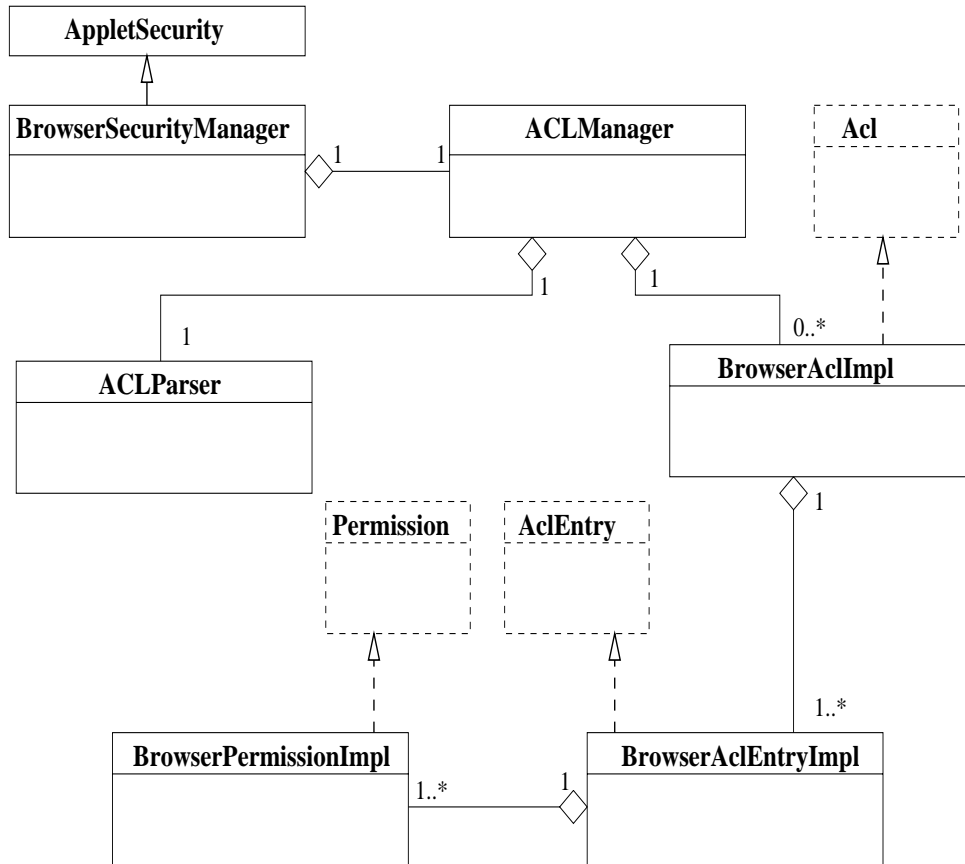 AppletSecurity
BrowserSecurityManager
ACLManager
Acl
1
1
1
1
1
0..*
ACLParser
BrowserAclImpl
1
Permission
AclEntry
1..*
BrowserPermissionImpl
BrowserAclEntryImpl
1..*
1